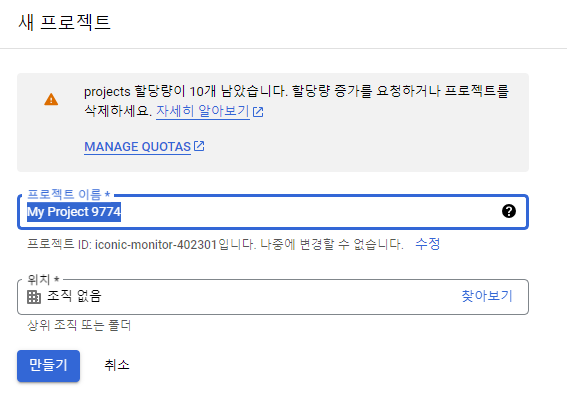 새 프로젝트
projects 할당량이 10개 남았습니다. 할당량 증가를 요청하거나 프로젝트를
삭제하세요. 자세히 알아보기
MANAGE QUOTAS
프로젝트 이름 *
My Project 9774
프로젝트 ID: iconic-monitor-402301입니다. 나중에 변경할 수 없습니다. 수정
위치 *
조직 없음 찾아보기
상위 조직 또는 폴더
만들기 취소